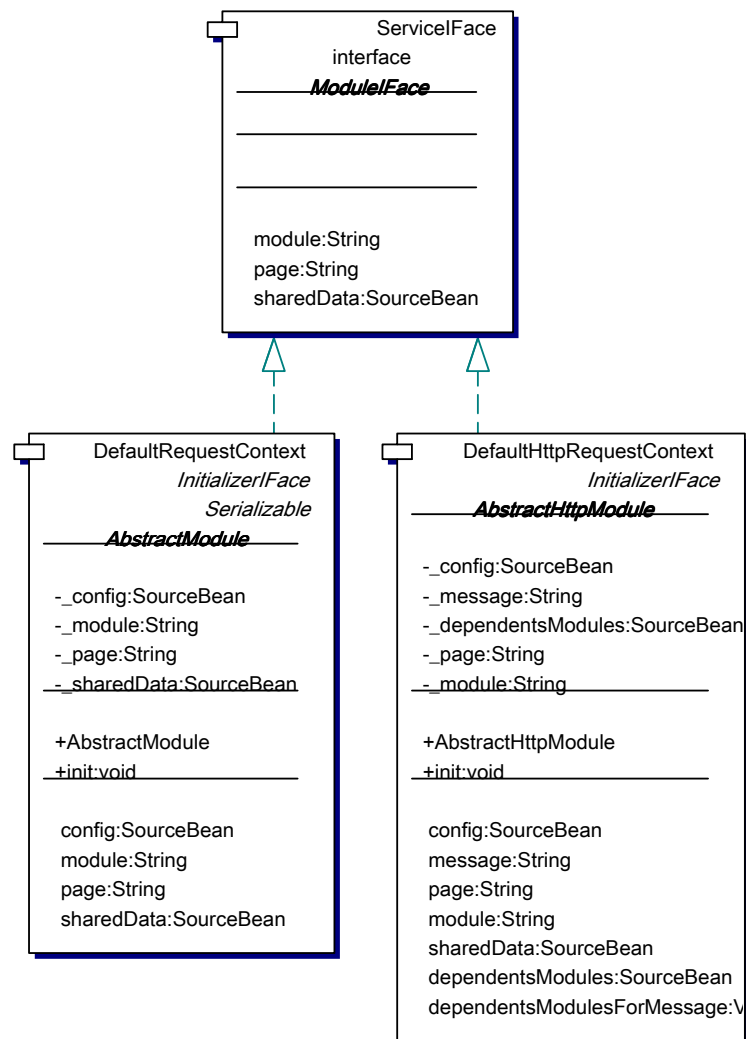 ServiceIFace
interface
ModuleIFace
module:String
page:String
sharedData:SourceBean
DefaultRequestContext
InitializerIFace
Serializable
AbstractModule
-_config:SourceBean
-_module:String
-_page:String
-_sharedData:SourceBean
+AbstractModule
+init:void
config:SourceBean
module:String
page:String
sharedData:SourceBean
DefaultHttpRequestContext
InitializerIFace
AbstractHttpModule
-_config:SourceBean
-_message:String
-_dependentsModules:SourceBean
-_page:String
-_module:String
+AbstractHttpModule
+init:void
config:SourceBean
message:String
page:String
module:String
sharedData:SourceBean
dependentsModules:SourceBean
dependentsModulesForMessage: